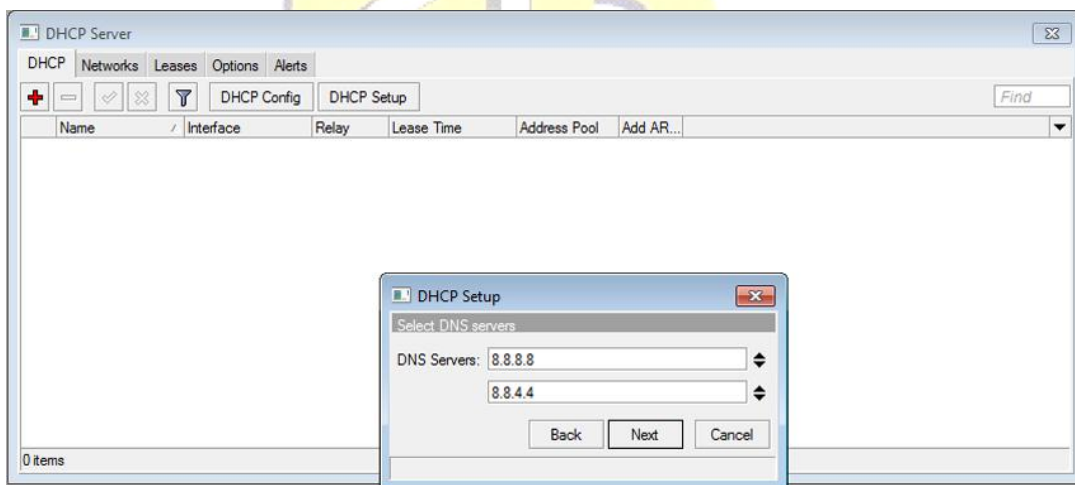 DHCP Server
DHCP Networks Leases Options Alerts
DHCP Config DHCP Setup Find
Name Interface Relay Lease Time Address Pool Add AR...
DHCP Setup
Select DNS servers
DNS Servers: 8.8.8.8
8.8.4.4
Back Next Cancel
0 items